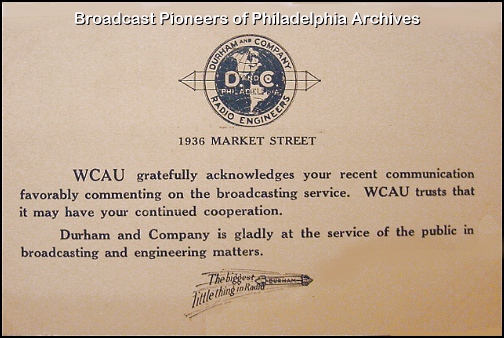 Broadcast Pioneers of Philadelphia Archives
DURHAM AND COMPANY
D. AND CO.
PHILADELPHIA
RADIO ENGINEERS
1936 MARKET STREET
WCAU gratefully acknowledges your recent communication
favorably commenting on the broadcasting service. WCAU trusts that
it may have your continued cooperation.
Durham and Company is gladly at the service of the public in
broadcasting and engineering matters.
The biggest
little thing in Radio
DURHAM